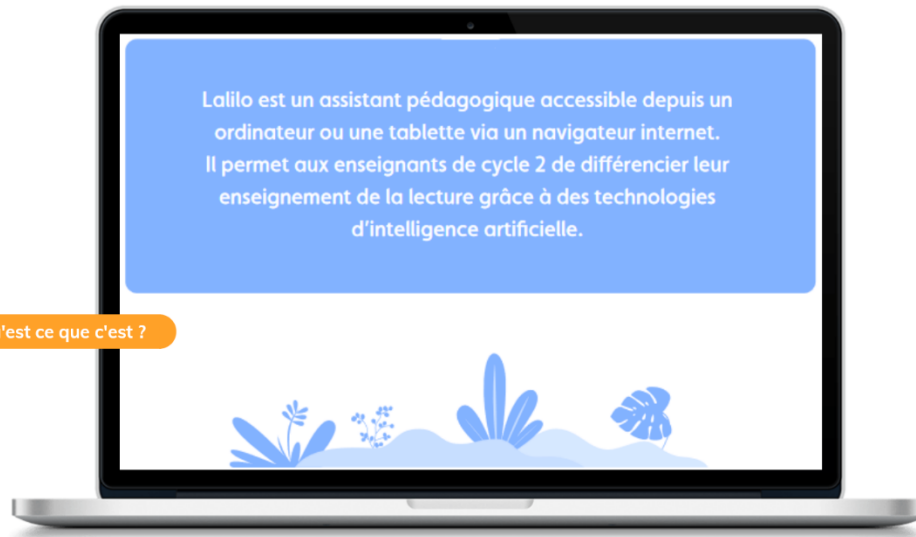 Lalilo est un assistant pédagogique accessible depuis un
ordinateur ou une tablette via un navigateur internet.
Il permet aux enseignants de cycle 2 de différencier leur
enseignement de la lecture grâce à des technologies
d'intelligence artificielle.
'est ce que c'est ?